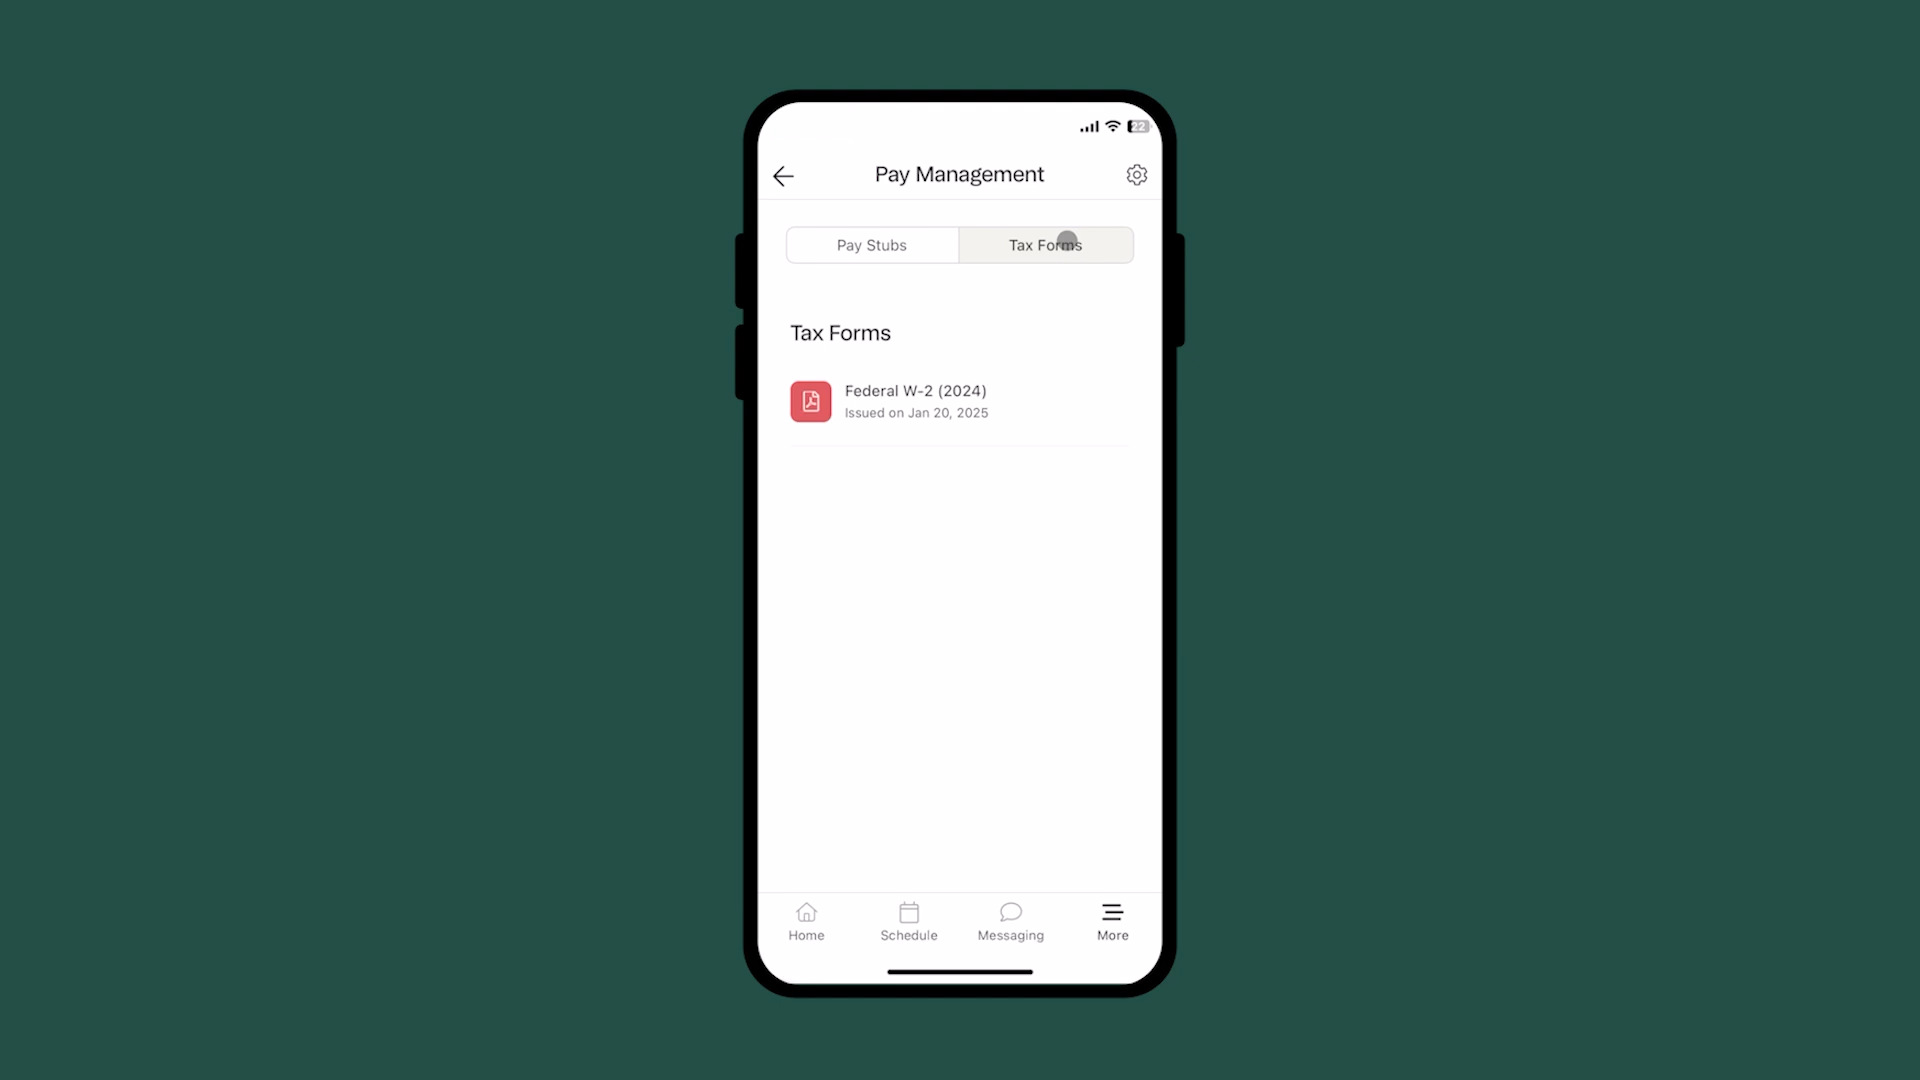 22
Pay Management
Pay Stubs
Tax Forms
Tax Forms
Federal W-2 (2024)
Issued on Jan 20, 2025
Home
Schedule
Messaging
More